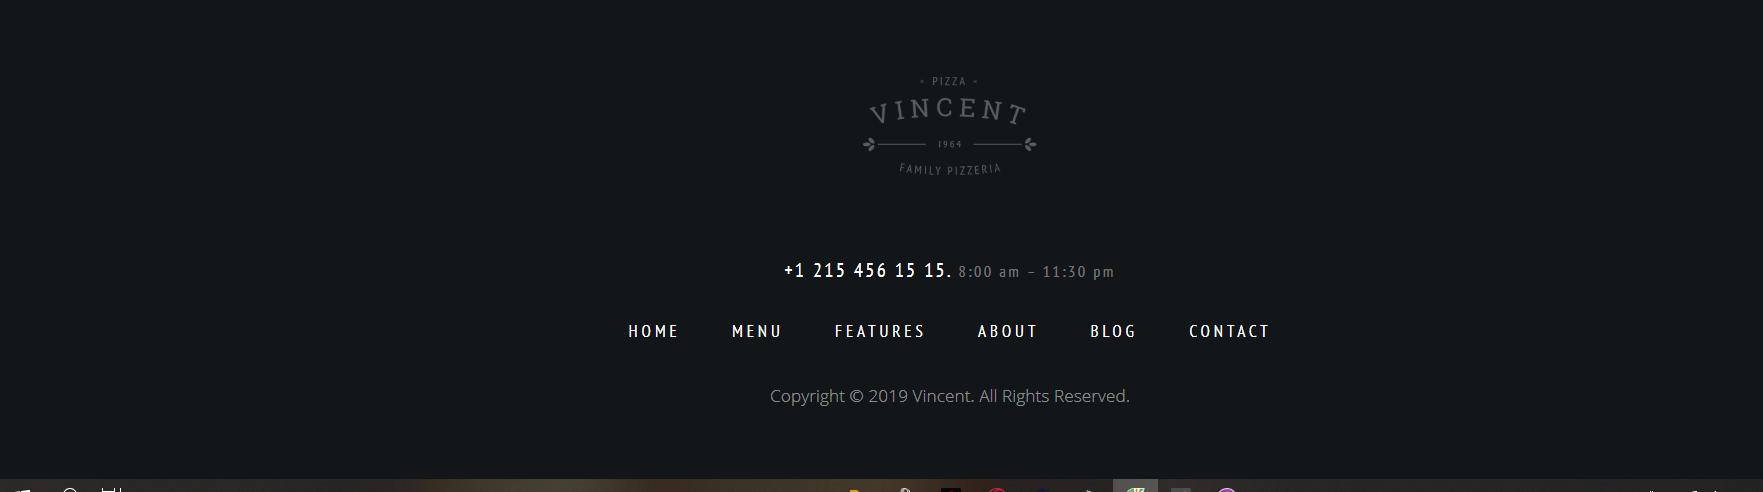 • PIZZA •
VINCENT
1964
FAMILY PIZZERIA
+1 215 456 15 15. 8:00 am – 11:30 pm
HOME MENU FEATURES ABOUT BLOG CONTACT
Copyright © 2019 Vincent. All Rights Reserved.